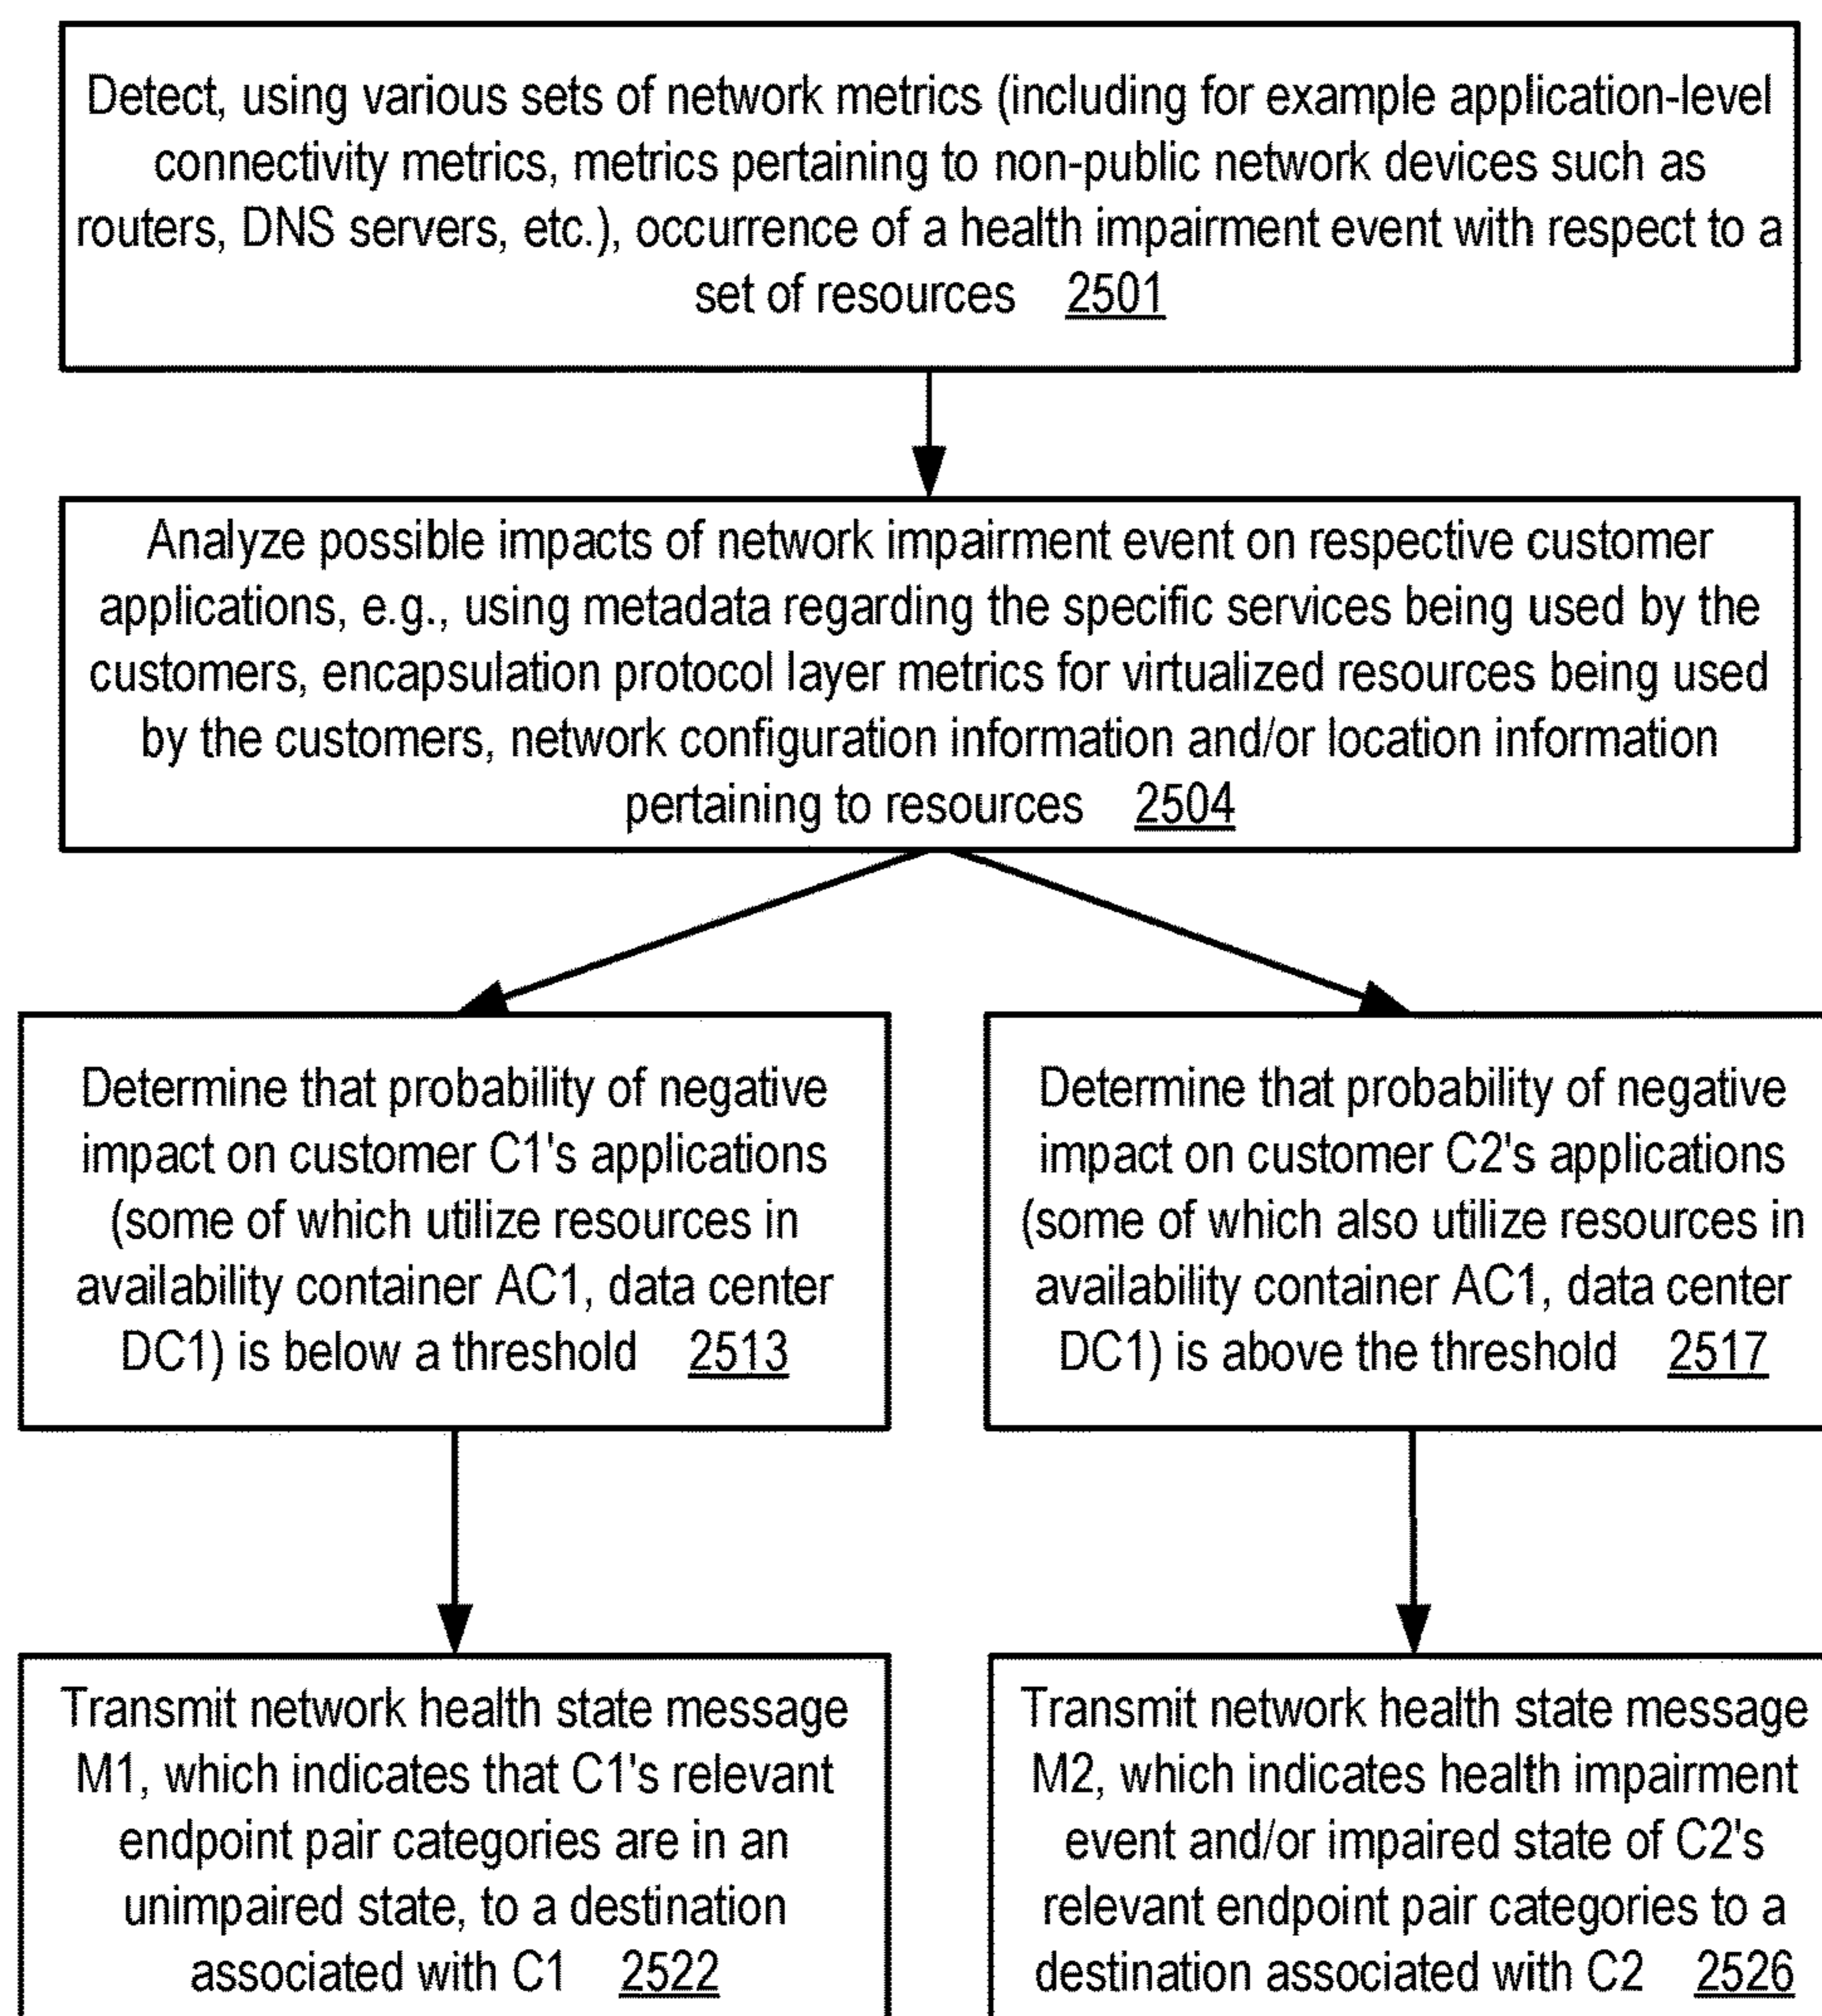 Detect, using various sets of network metrics (including for example application-level
connectivity metrics, metrics pertaining to non-public network devices such as
routers, DNS servers, etc.), occurrence of a health impairment event with respect to a
set of resources 2501
Analyze possible impacts of network impairment event on respective customer
applications, e.g., using metadata regarding the specific services being used by the
customers, encapsulation protocol layer metrics for virtualized resources being used
by the customers, network configuration information and/or location information
pertaining to resources 2504
Determine that probability of negative
impact on customer C1's applications
(some of which utilize resources in
availability container AC1, data center
DC1) is below a threshold 2513
Determine that probability of negative
impact on customer C2's applications
(some of which also utilize resources in
availability container AC1, data center
DC1) is above the threshold 2517
Transmit network health state message
M1, which indicates that C1's relevant
endpoint pair categories are in an
unimpaired state, to a destination
associated with C1 2522
Transmit network health state message
M2, which indicates health impairment
event and/or impaired state of C2's
relevant endpoint pair categories to a
destination associated with C2 2526